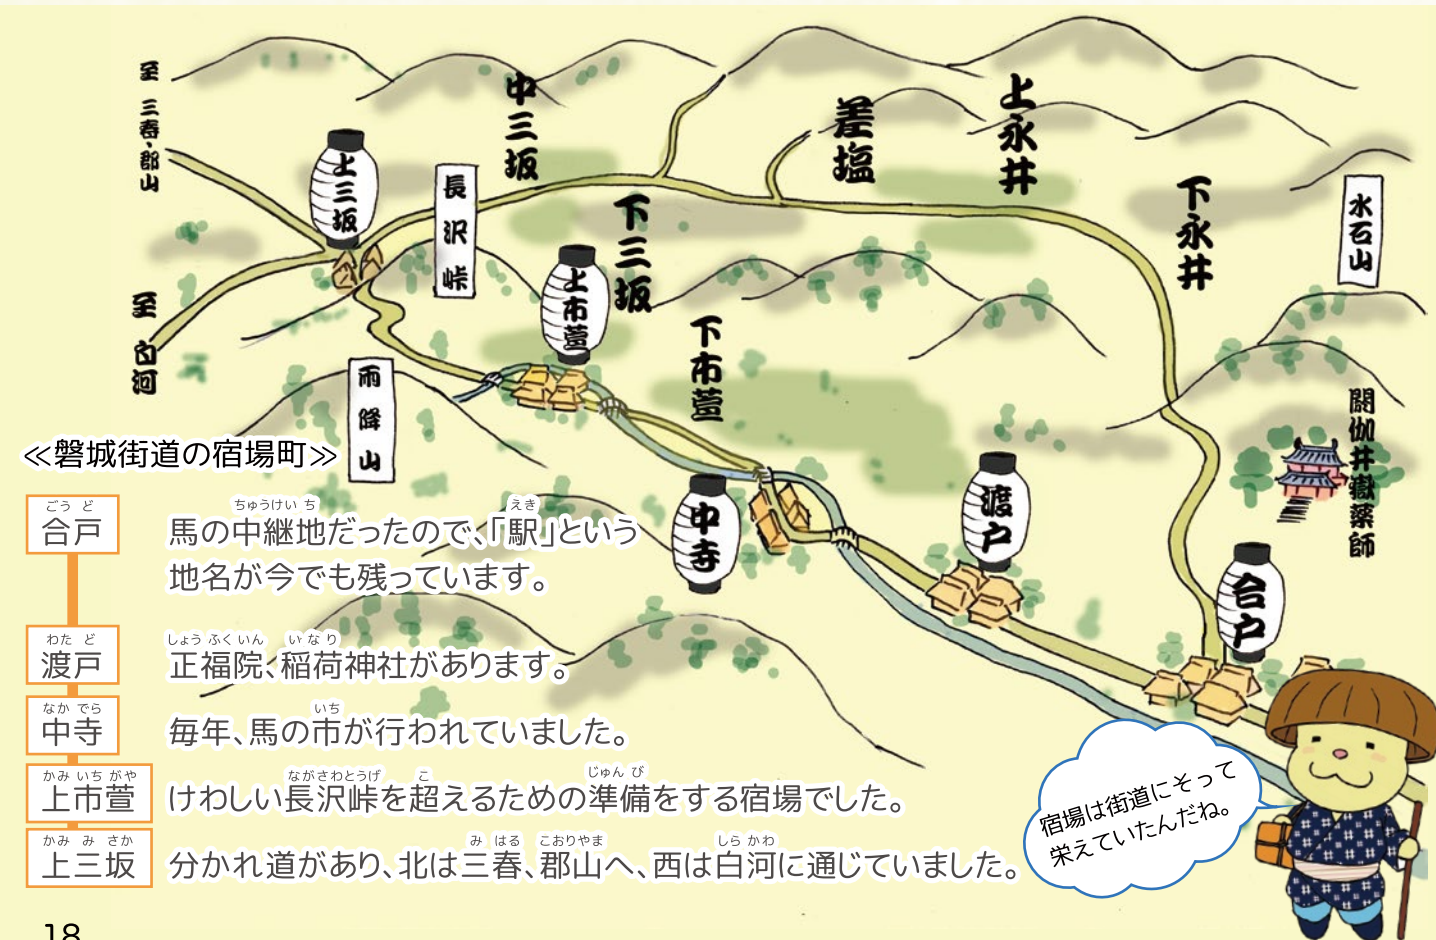 至 三春・郡山
上三坂
長沢峠
中三坂
下三坂
差塩
上永井
下永井
水石山
至 白河
上市萱
下市萱
雨降山
閼伽井嶽薬師
中寺
渡戸
合戸
≪磐城街道の宿場町≫
ごう ど
合戸
ちゅうけい ち えき
馬の中継地だったので、「駅」という
地名が今でも残っています。
わた ど
渡戸
しょう ふく いん い な り
正福院、稲荷神社があります。
なか でら
中寺
いち
毎年、馬の市が行われていました。
かみ いち がや
上市萱
ながさわとうげ こ じゅん び
けわしい長沢峠を超えるための準備をする宿場でした。
かみ み さか
上三坂
み はる こおりやま しら かわ
分かれ道があり、北は三春、郡山へ、西は白河に通じていました。
宿場は街道にそって
栄えていたんだね。
18